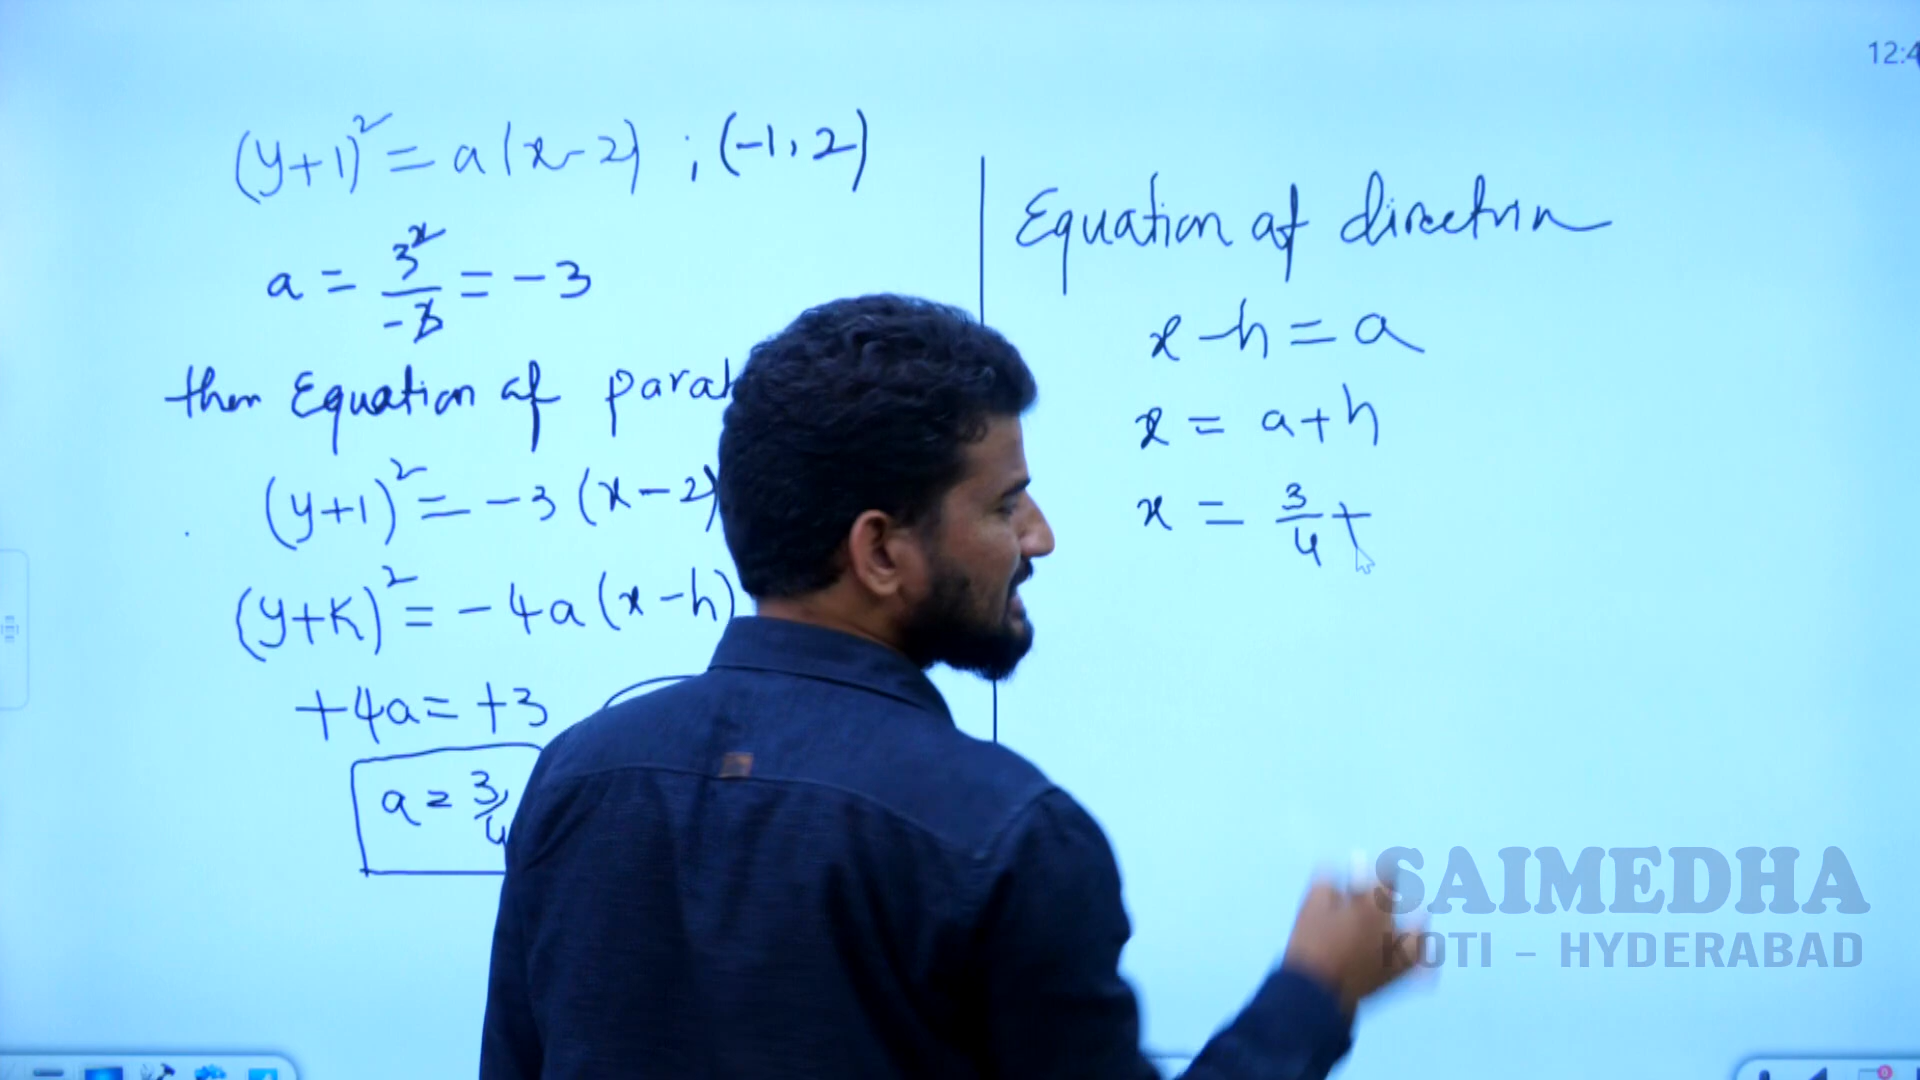 12:4
(y+1)² = a(x-2) ; (-1, 2)
a = 3²/-3 = -3
then Equation of parab
(y+1)² = -3(x-2)
(y+k)² = -4a(x-h)
+4a = +3
a = 3/4
Equation of directrix
x-h = a
x = a+h
x = 3/4 +
SAIMEDHA
KOTI - HYDERABAD